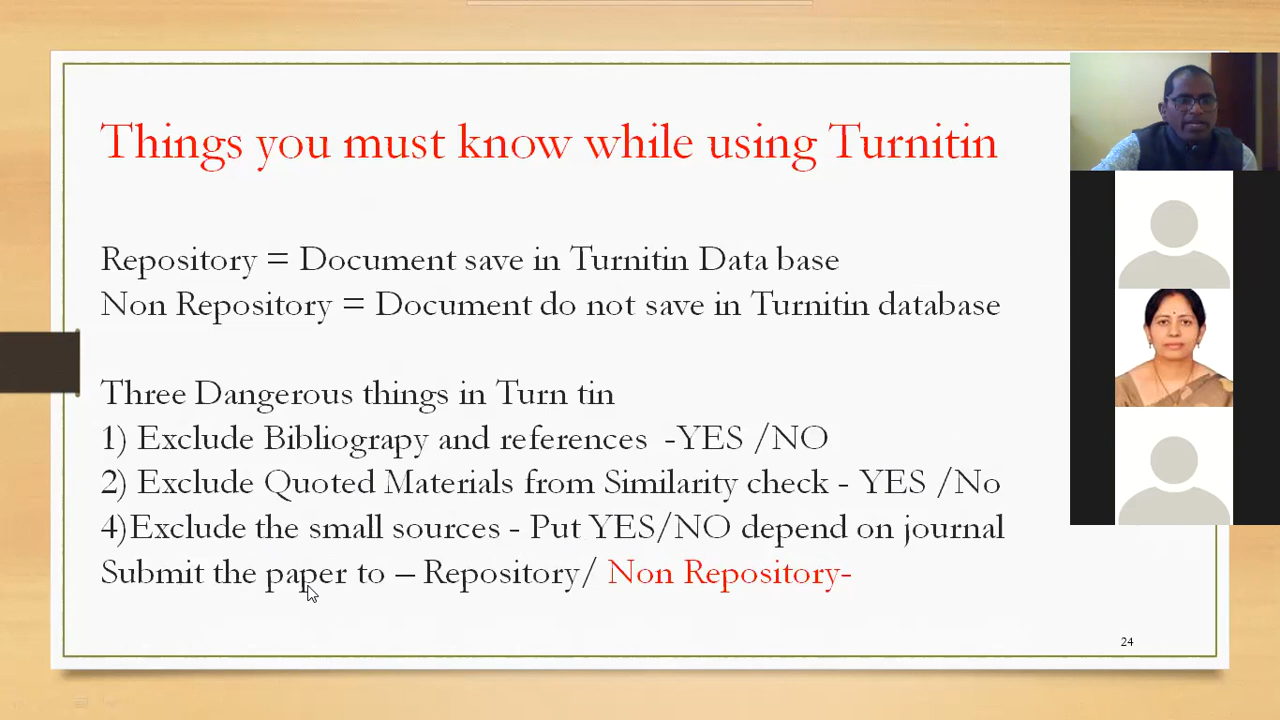 Things you must know while using Turnitin
Repository = Document save in Turnitin Data base
Non Repository = Document do not save in Turnitin database
Three Dangerous things in Turn tin
1) Exclude Bibliograpy and references -YES /NO
2) Exclude Quoted Materials from Similarity check - YES /No
4)Exclude the small sources - Put YES/NO depend on journal
Submit the paper to – Repository/ Non Repository-
24